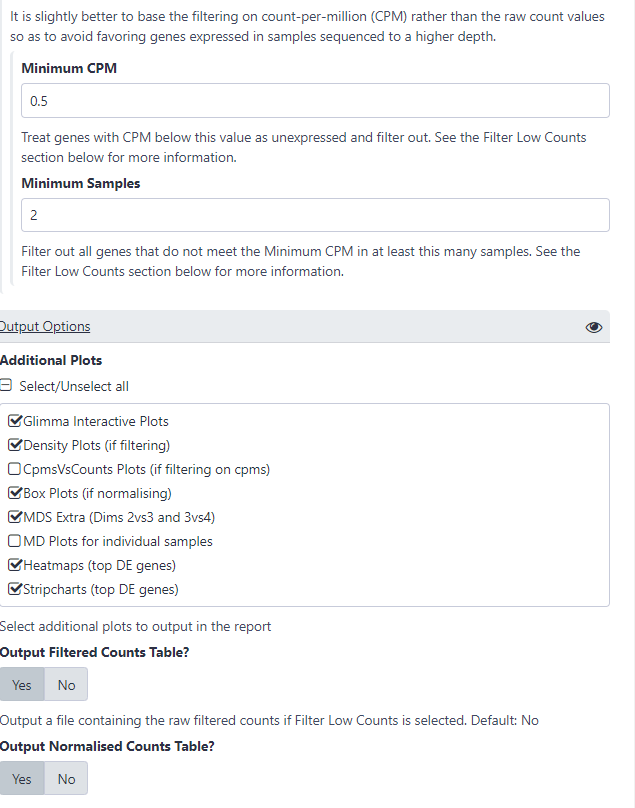 It is slightly better to base the filtering on count-per-million (CPM) rather than the raw count values
so as to avoid favoring genes expressed in samples sequenced to a higher depth.
Minimum CPM
0.5
Treat genes with CPM below this value as unexpressed and filter out. See the Filter Low Counts
section below for more information.
Minimum Samples
2
Filter out all genes that do not meet the Minimum CPM in at least this many samples. See the
Filter Low Counts section below for more information.
Output Options
Additional Plots
Select/Unselect all
Glimma Interactive Plots
Density Plots (if filtering)
CpmsVsCounts Plots (if filtering on cpms)
Box Plots (if normalising)
MDS Extra (Dims 2vs3 and 3vs4)
MD Plots for individual samples
Heatmaps (top DE genes)
Stripcharts (top DE genes)
Select additional plots to output in the report
Output Filtered Counts Table?
Yes No
Output a file containing the raw filtered counts if Filter Low Counts is selected. Default: No
Output Normalised Counts Table?
Yes No